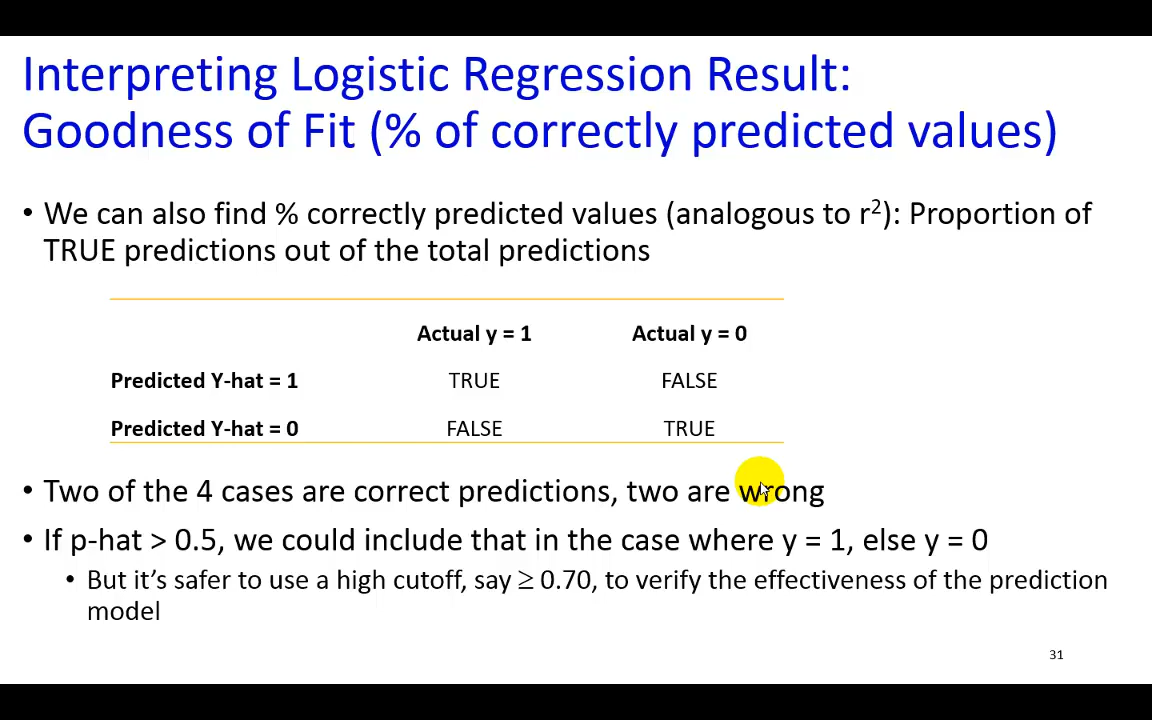 Interpreting Logistic Regression Result:
Goodness of Fit (% of correctly predicted values)
• We can also find % correctly predicted values (analogous to r²): Proportion of
TRUE predictions out of the total predictions
Actual y = 1 Actual y = 0
Predicted Y-hat = 1 TRUE FALSE
Predicted Y-hat = 0 FALSE TRUE
• Two of the 4 cases are correct predictions, two are wrong
• If p-hat > 0.5, we could include that in the case where y = 1, else y = 0
• But it’s safer to use a high cutoff, say ≥ 0.70, to verify the effectiveness of the prediction
model
31